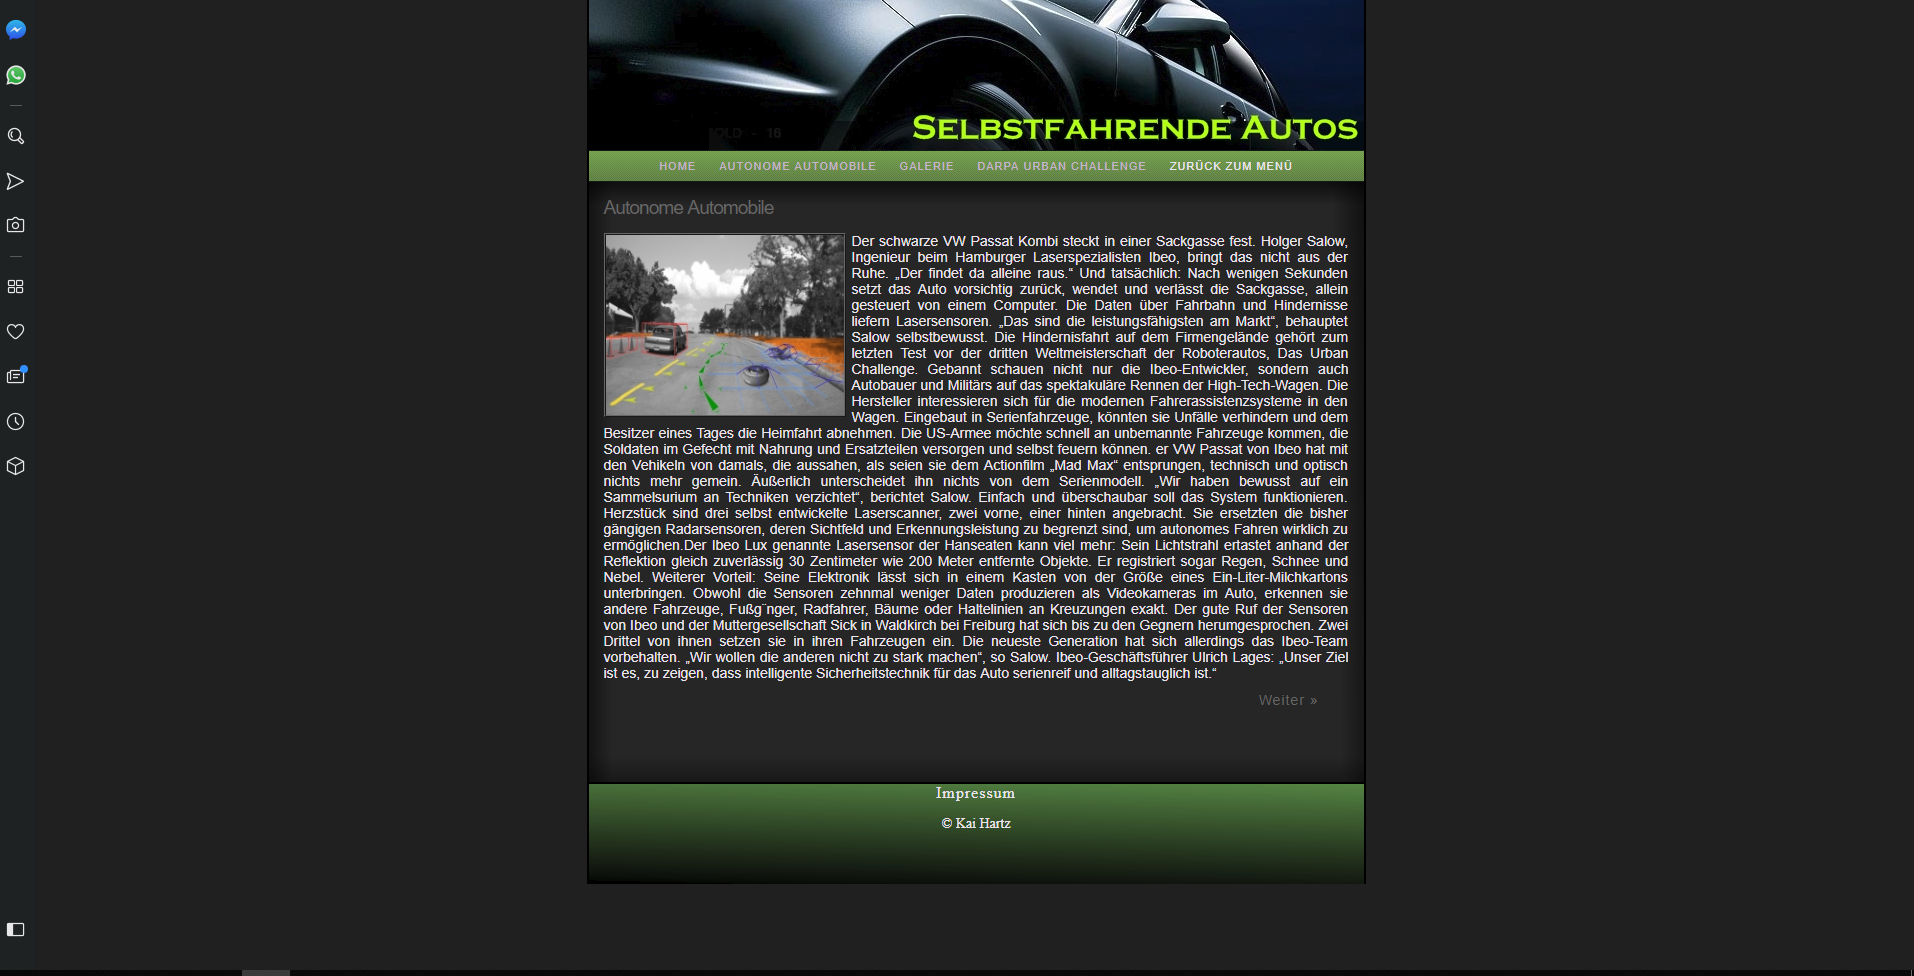 SELBSTFAHRENDE AUTOS
HOME AUTONOME AUTOMOBILE GALERIE DARPA URBAN CHALLENGE ZURÜCK ZUM MENÜ
Autonome Automobile
Der schwarze VW Passat Kombi steckt in einer Sackgasse fest. Holger Salow,
Ingenieur beim Hamburger Laserspezialisten Ibeo, bringt das nicht aus der
Ruhe. „Der findet da alleine raus.“ Und tatsächlich: Nach wenigen Sekunden
setzt das Auto vorsichtig zurück, wendet und verlässt die Sackgasse, allein
gesteuert von einem Computer. Die Daten über Fahrbahn und Hindernisse
liefern Lasersensoren. „Das sind die leistungsfähigsten am Markt“, behauptet
Salow selbstbewusst. Die Hindernisfahrt auf dem Firmengelände gehört zum
letzten Test vor der dritten Weltmeisterschaft der Roboterautos, Das Urban
Challenge. Gebannt schauen nicht nur die Ibeo-Entwickler, sondern auch
Autobauer und Militärs auf das spektakuläre Rennen der High-Tech-Wagen. Die
Hersteller interessieren sich für die modernen Fahrerassistenzsysteme in den
Wagen. Eingebaut in Serienfahrzeuge, könnten sie Unfälle verhindern und dem
Besitzer eines Tages die Heimfahrt abnehmen. Die US-Armee möchte schnell an unbemannte Fahrzeuge kommen, die
Soldaten im Gefecht mit Nahrung und Ersatzteilen versorgen und selbst feuern können. er VW Passat von Ibeo hat mit
den Vehikeln von damals, die aussahen, als seien sie dem Actionfilm „Mad Max“ entsprungen, technisch und optisch
nichts mehr gemein. Äußerlich unterscheidet ihn nichts von dem Serienmodell. „Wir haben bewusst auf ein
Sammelsurium an Techniken verzichtet“, berichtet Salow. Einfach und überschaubar soll das System funktionieren.
Herzstück sind drei selbst entwickelte Laserscanner, zwei vorne, einer hinten angebracht. Sie ersetzten die bisher
gängigen Radarsensoren, deren Sichtfeld und Erkennungsleistung zu begrenzt sind, um autonomes Fahren wirklich zu
ermöglichen.Der Ibeo Lux genannte Lasersensor der Hanseaten kann viel mehr: Sein Lichtstrahl ertastet anhand der
Reflektion gleich zuverlässig 30 Zentimeter wie 200 Meter entfernte Objekte. Er registriert sogar Regen, Schnee und
Nebel. Weiterer Vorteil: Seine Elektronik lässt sich in einem Kasten von der Größe eines Ein-Liter-Milchkartons
unterbringen. Obwohl die Sensoren zehnmal weniger Daten produzieren als Videokameras im Auto, erkennen sie
andere Fahrzeuge, Fußg¨nger, Radfahrer, Bäume oder Haltelinien an Kreuzungen exakt. Der gute Ruf der Sensoren
von Ibeo und der Muttergesellschaft Sick in Waldkirch bei Freiburg hat sich bis zu den Gegnern herumgesprochen. Zwei
Drittel von ihnen setzen sie in ihren Fahrzeugen ein. Die neueste Generation hat sich allerdings das Ibeo-Team
vorbehalten. „Wir wollen die anderen nicht zu stark machen“, so Salow. Ibeo-Geschäftsführer Ulrich Lages: „Unser Ziel
ist es, zu zeigen, dass intelligente Sicherheitstechnik für das Auto serienreif und alltagstauglich ist.“
Weiter »
Impressum
© Kai Hartz